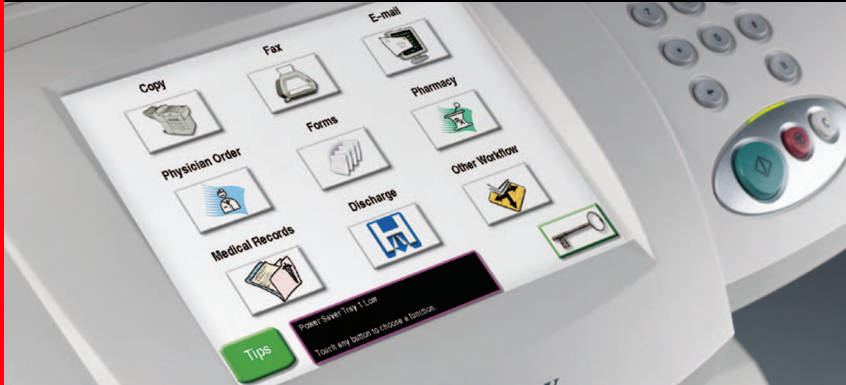 Copy
Fax
E-mail
Physician Order
Forms
Pharmacy
Medical Records
Discharge
Other Workflow
Power Saver Tray 1 Low
Touch any button to choose a function.
Tips